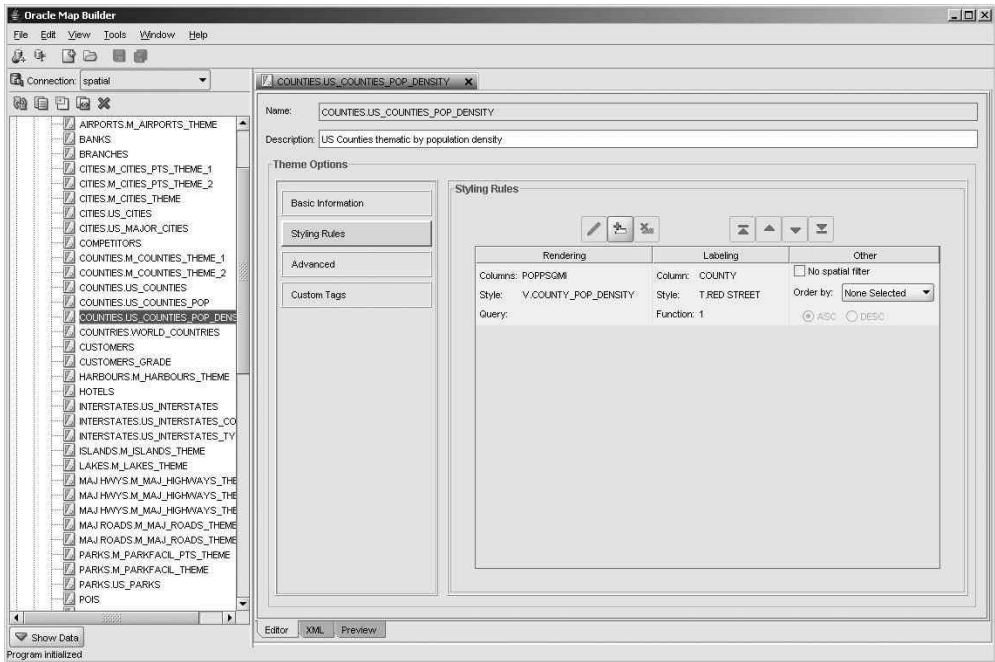 Oracle Map Builder
File Edit View Tools Window Help
Connection: spatial
AIRPORTS.M_AIRPORTS_THEME
BANKS
BRANCHES
CITIES.M_CITIES_PTS_THEME_1
CITIES.M_CITIES_PTS_THEME_2
CITIES.M_CITIES_THEME
CITIES.US_CITIES
CITIES.US_MAJOR_CITIES
COMPETITORS
COUNTIES.M_COUNTIES_THEME_1
COUNTIES.M_COUNTIES_THEME_2
COUNTIES.US_COUNTIES
COUNTIES.US_COUNTIES_POP
COUNTIES.US_COUNTIES_POP_DENS
COUNTRIES.WORLD_COUNTRIES
CUSTOMERS
CUSTOMERS_GRADE
HARBOURS.M_HARBOURS_THEME
HOTELS
INTERSTATES.US_INTERSTATES
INTERSTATES.US_INTERSTATES_CO
INTERSTATES.US_INTERSTATES_TY
ISLANDS.M_ISLANDS_THEME
LAKES.M_LAKES_THEME
MAJ HWYS.M_MAJ_HIGHWAYS_THE
MAJ HWYS.M_MAJ_HIGHWAYS_THE
MAJ HWYS.M_MAJ_HIGHWAYS_THE
MAJ ROADS.M_MAJ_ROADS_THEME
MAJ ROADS.M_MAJ_ROADS_THEME
PARKS.M_PARKFACIL_PTS_THEME
PARKS.M_PARKFACIL_THEME
PARKS.US_PARKS
POIS
Show Data
Program initialized
COUNTIES.US_COUNTIES_POP_DENSITY
Name: COUNTIES.US_COUNTIES_POP_DENSITY
Description: US Counties thematic by population density
Theme Options
Basic Information
Styling Rules
Advanced
Custom Tags
Styling Rules
Rendering Labeling Other
Columns: POPPSQMI Column: COUNTY No spatial filter
Style: V.COUNTY_POP_DENSITY Style: T.RED STREET Order by: None Selected
Query: Function: 1 ASC DESC
Editor XML Preview